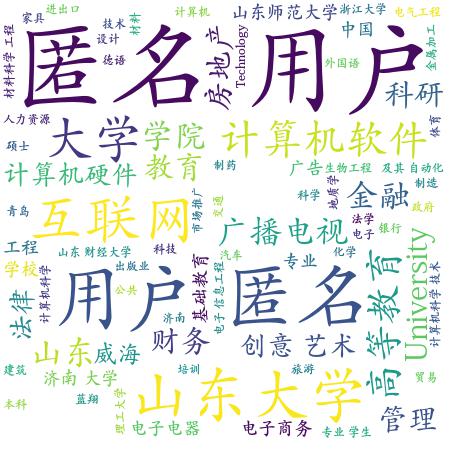 进出口
技术
计算机
山东师范大学
浙江大学
电气工程
家具
设计
材料
中国
德语
外国语
材料科学 工程
匿名
房地产
Technology
用户
金属加工
科研
人力资源
大学
学院
计算机软件
体育
硕士
教育
制药
广告
生物工程
及其 自动化
计算机硬件
地质学
科学
金融
制造
青岛
互联网
市场推广
交通
法学
政府
广播电视
电子
银行
工程
山东 财经大学
科技
University
计算机科学技术
学校
出版业
基础教育
汽车
专业
化学
高等教育
法律
计算机科学
用户
公共
济南
电子信息工程
匿名
山东
威海
财务
创意
艺术
建筑
济南 大学
培训
旅游
贸易
本科
蓝翔
理工大学
山东大学
管理
电子电器
电子商务
专业 学生